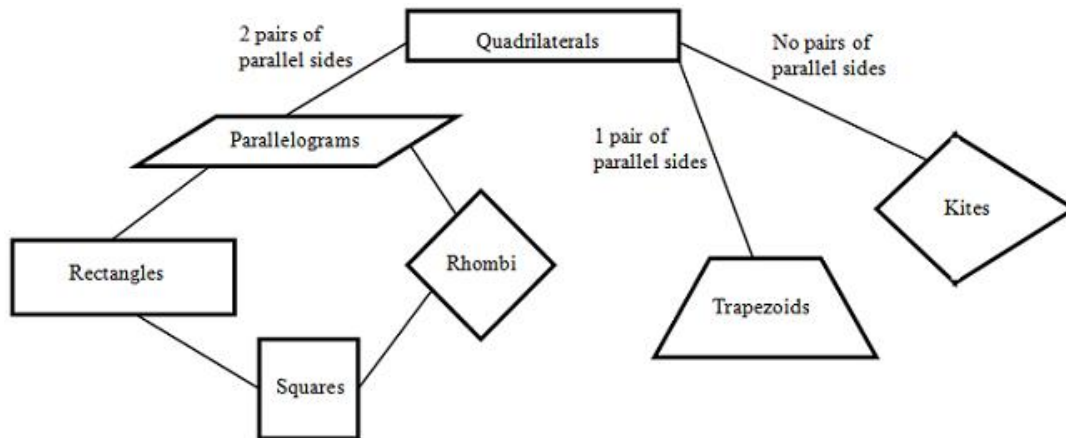 2 pairs of
parallel sides
Quadrilaterals
No pairs of
parallel sides
Parallelograms
1 pair of
parallel sides
Kites
Rectangles
Rhombi
Trapezoids
Squares